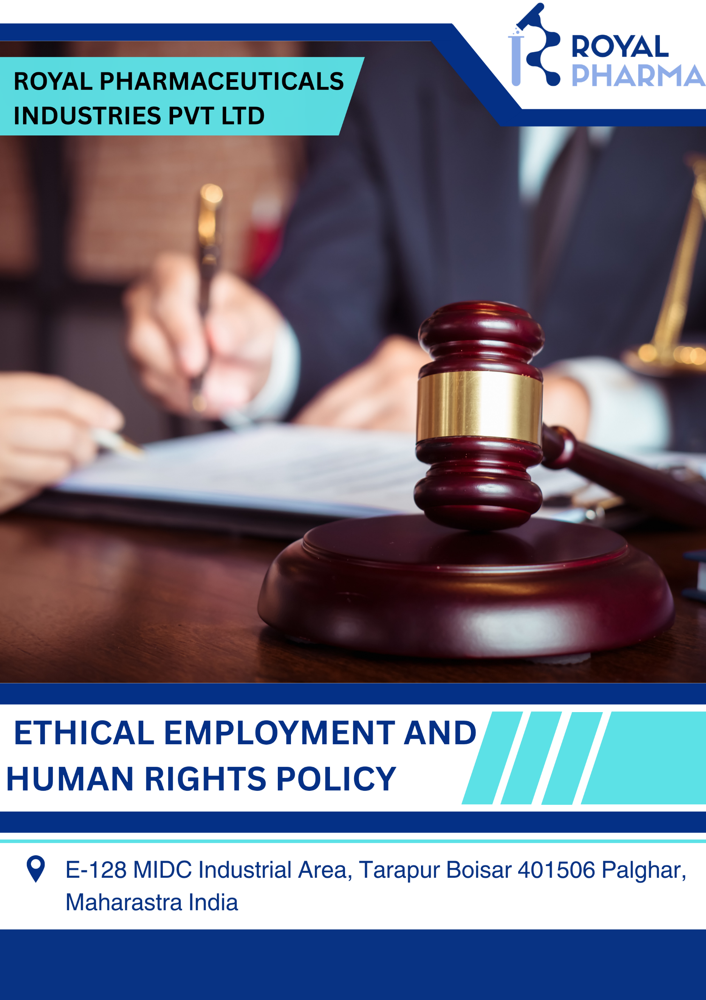 ROYAL PHARMACEUTICALS
INDUSTRIES PVT LTD
ROYAL
PHARMA
ETHICAL EMPLOYMENT AND
HUMAN RIGHTS POLICY
E-128 MIDC Industrial Area, Tarapur Boisar 401506 Palghar,
Maharastra India